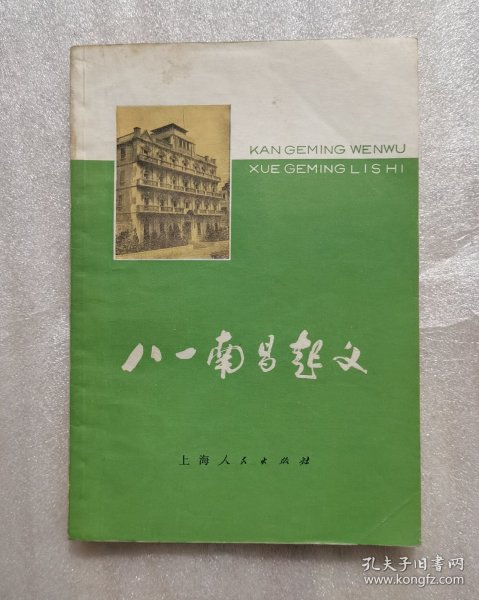 KAN GEMING WENWU
XUE GEMING LISHI
八一南昌起义
上海人民出版社
孔夫子旧书网
www.kongfz.com